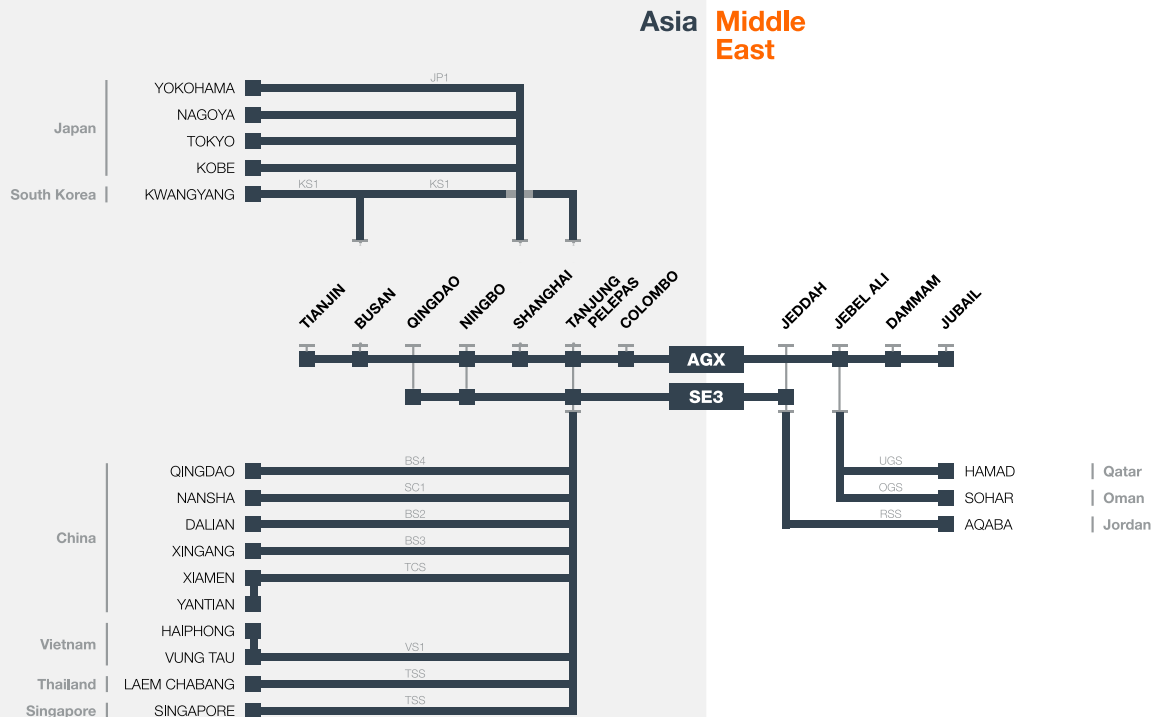 Asia
Middle
East
JP1
YOKOHAMA
NAGOYA
Japan
TOKYO
KOBE
KS1
KS1
South Korea
KWANGYANG
TIANJIN
BUSAN
QINGDAO
NINGBO
SHANGHAI
TANJUNG
PELEPAS
COLOMBO
JEDDAH
JEBEL ALI
DAMMAM
JUBAIL
AGX
SE3
BS4
QINGDAO
UGS
HAMAD
Qatar
SC1
NANSHA
OGS
SOHAR
Oman
BS2
DALIAN
RSS
AQABA
Jordan
China
BS3
XINGANG
TCS
XIAMEN
YANTIAN
HAIPHONG
Vietnam
VS1
VUNG TAU
TSS
Thailand
LAEM CHABANG
TSS
Singapore
SINGAPORE